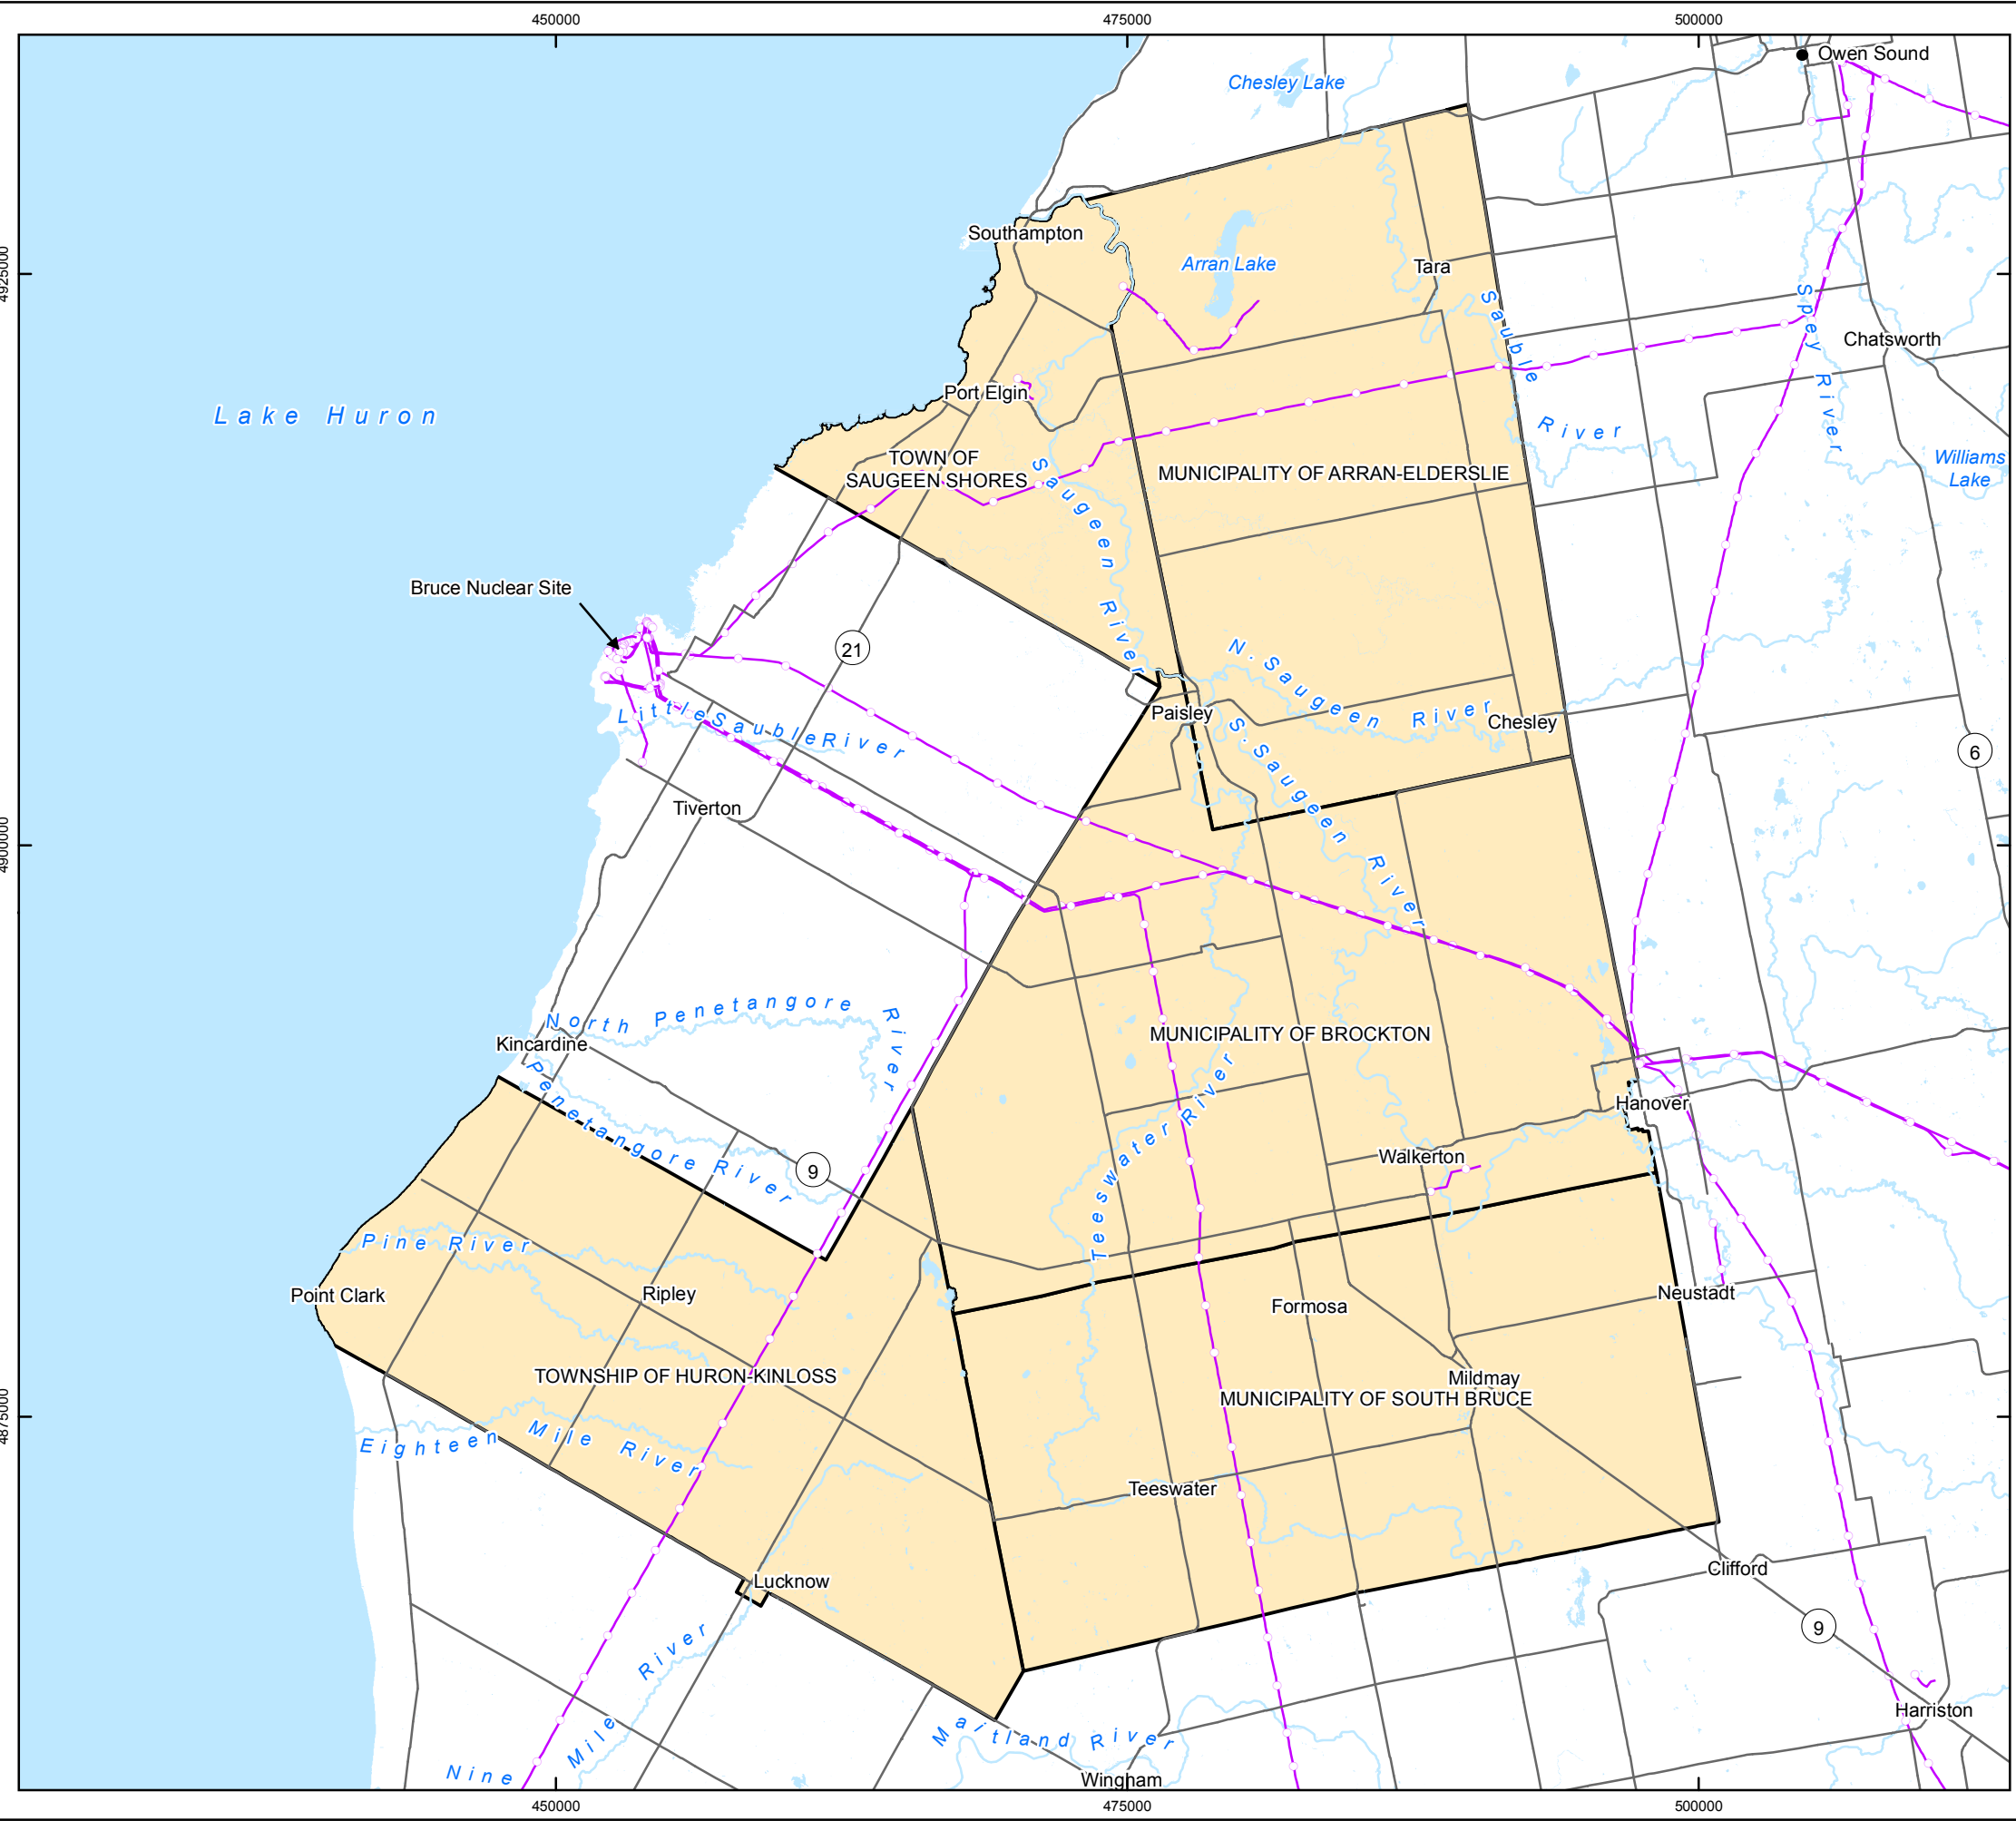 450000
475000
500000
Owen Sound
Chesley Lake
Southampton
Arran Lake
Tara
4925000
Sauble
River
Spey River
Chatsworth
Port Elgin
Lake Huron
TOWN OF
SAUGEEN SHORES
Saugeen River
MUNICIPALITY OF ARRAN-ELDERSLIE
Williams
Lake
Bruce Nuclear Site
21
N. Saugeen River
Little Sauble River
Paisley
Chesley
S. Saugeen River
6
Tiverton
4900000
North Penetangore River
Kincardine
MUNICIPALITY OF BROCKTON
Penetangore River
Hanover
9
Walkerton
Teeswater River
Pine River
Point Clark
Ripley
Formosa
Neustadt
TOWNSHIP OF HURON-KINLOSS
Mildmay
MUNICIPALITY OF SOUTH BRUCE
4875000
Eighteen Mile River
Teeswater
Lucknow
Clifford
9
Harriston
Nine Mile River
Maitland River
Wingham
450000
475000
500000